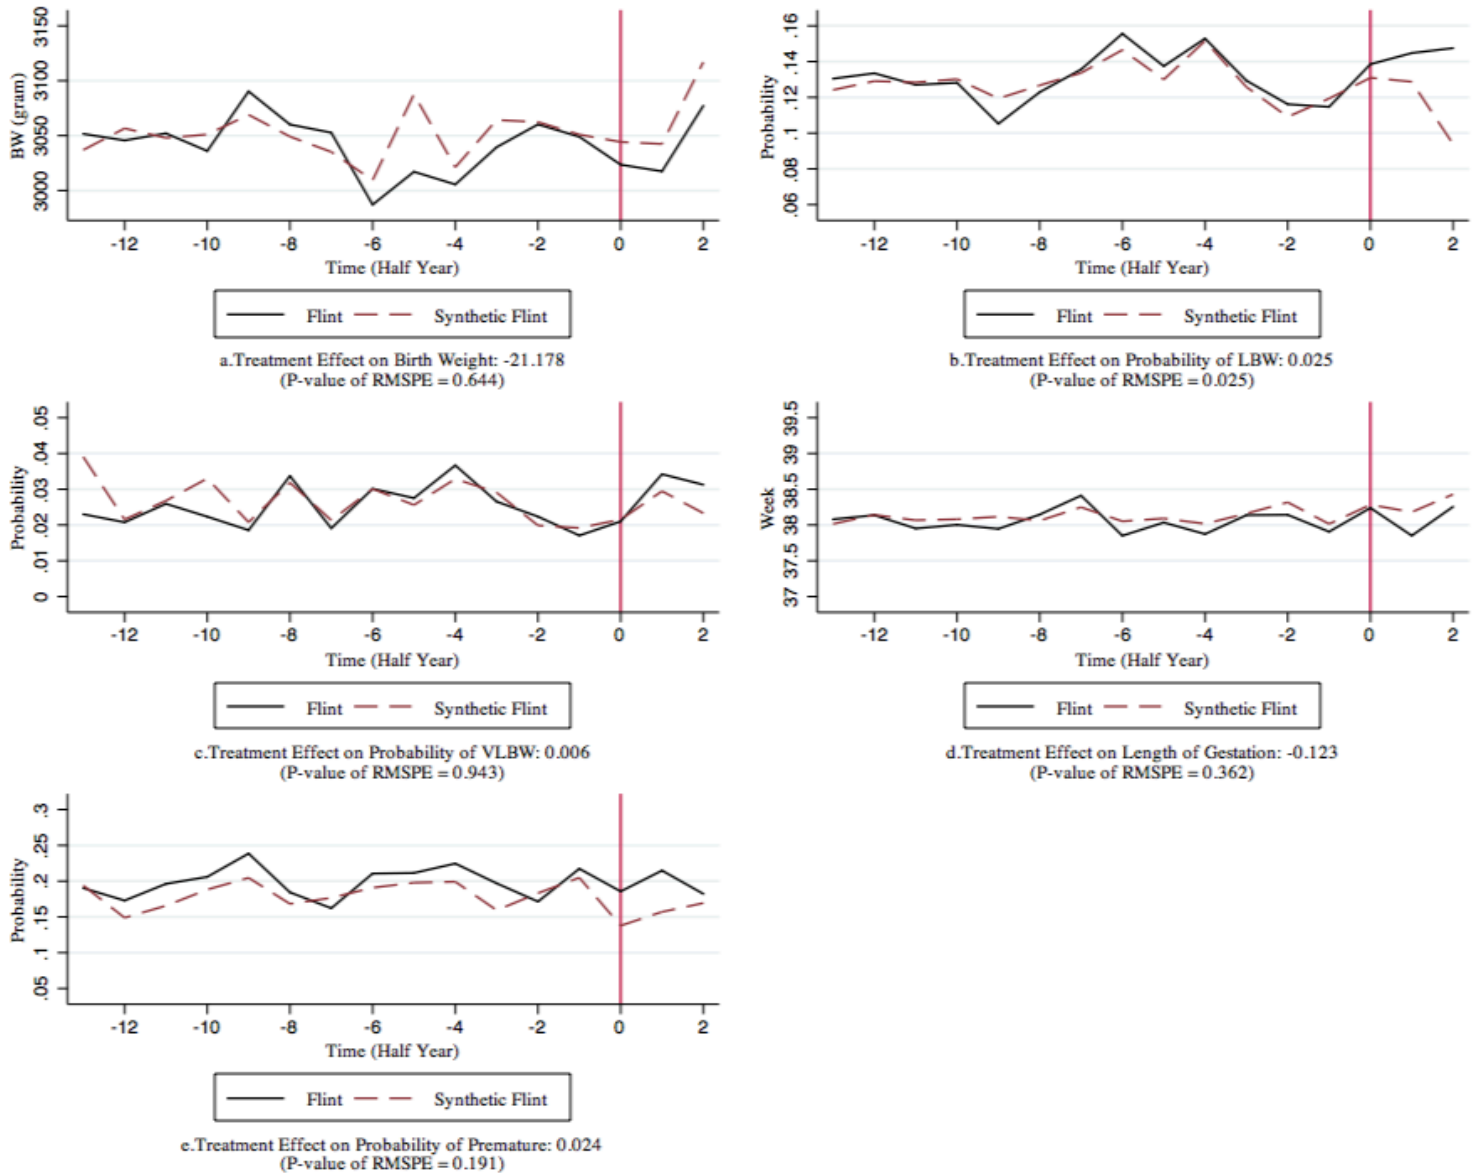 BW (gram)
3150
3100
3050
3000
-12 -10 -8 -6 -4 -2 0 2
Time (Half Year)
Flint Synthetic Flint
a.Treatment Effect on Birth Weight: -21.178
(P-value of RMSPE = 0.644)
Probability
.16
.14
.12
.1
.08
.06
-12 -10 -8 -6 -4 -2 0 2
Time (Half Year)
Flint Synthetic Flint
b.Treatment Effect on Probability of LBW: 0.025
(P-value of RMSPE = 0.025)
Probability
.05
.04
.03
.02
.01
0
-12 -10 -8 -6 -4 -2 0 2
Time (Half Year)
Flint Synthetic Flint
c.Treatment Effect on Probability of VLBW: 0.006
(P-value of RMSPE = 0.943)
Week
39.5
39
38.5
38
37.5
37
-12 -10 -8 -6 -4 -2 0 2
Time (Half Year)
Flint Synthetic Flint
d.Treatment Effect on Length of Gestation: -0.123
(P-value of RMSPE = 0.362)
Probability
.3
.25
.2
.15
.1
.05
-12 -10 -8 -6 -4 -2 0 2
Time (Half Year)
Flint Synthetic Flint
e.Treatment Effect on Probability of Premature: 0.024
(P-value of RMSPE = 0.191)